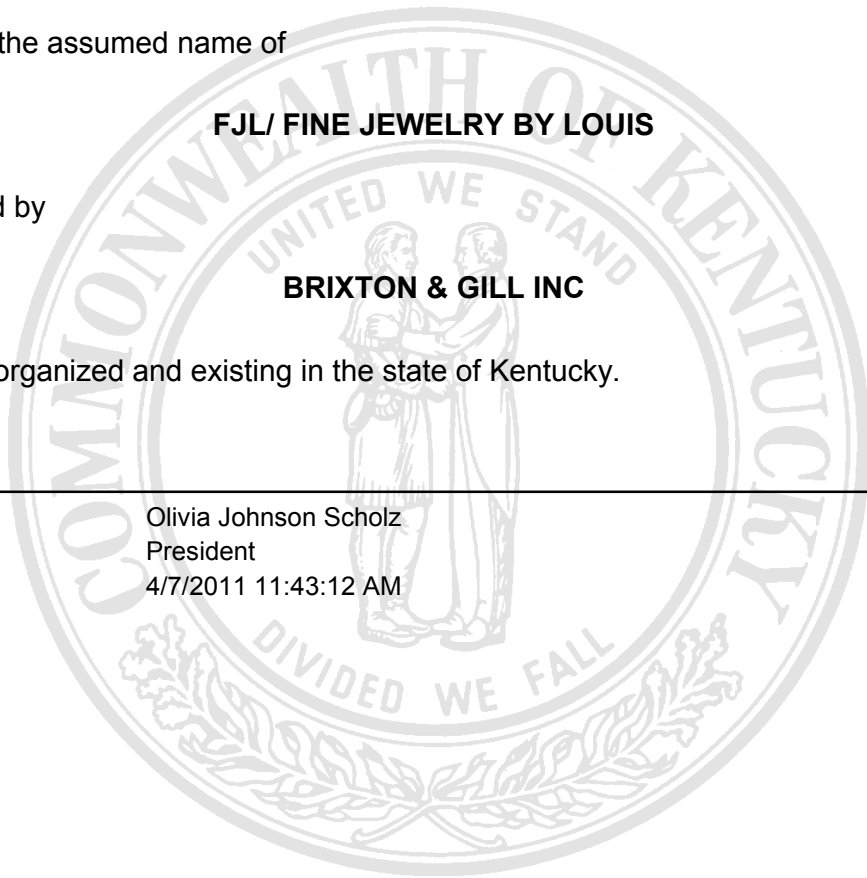 the assumed name of
FJL/ FINE JEWELRY BY LOUIS
d by
BRIXTON & GILL INC
organized and existing in the state of Kentucky.
Olivia Johnson Scholz
President
4/7/2011 11:43:12 AM
COMMONWEALTH OF KENTUCKY
UNITED WE STAND
DIVIDED WE FALL